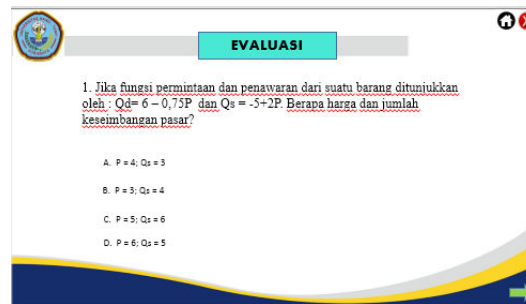 EVALUASI
1. Jika fungsi permintaan dan penawaran dari suatu barang ditunjukkan
oleh : Qd= 6 – 0,75P dan Qs = -5+2P. Berapa harga dan jumlah
keseimbangan pasar?
A. P = 4; Qs = 3
B. P = 3; Qs = 4
C. P = 5; Qs = 6
D. P = 6; Qs = 5